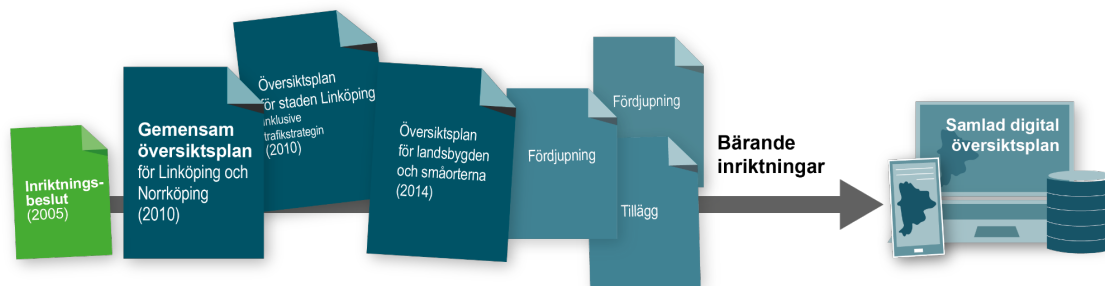 Inriktnings-
beslut
(2005)
Gemensam
översiktsplan
för Linköping och
Norrköping
(2010)
Översiktsplan
för staden Linköping
inklusive
trafikstrategin
(2010)
Översiktsplan
för landsbygden
och småorterna
(2014)
Fördjupning
Fördjupning
Tillägg
Bärande
inriktningar
Samlad digital
översiktsplan